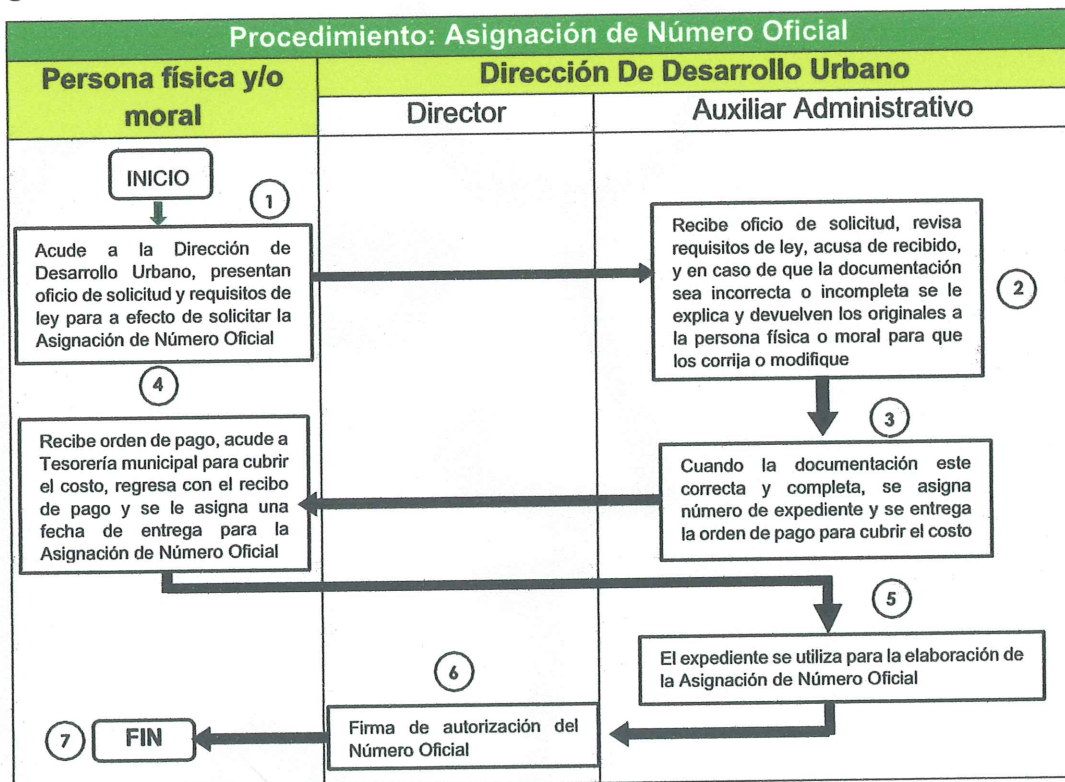 Procedimiento: Asignación de Número Oficial
Persona física y/o
moral
Dirección De Desarrollo Urbano
Director
Auxiliar Administrativo
INICIO
1
Acude a la Dirección de
Desarrollo Urbano, presentan
oficio de solicitud y requisitos de
ley para a efecto de solicitar la
Asignación de Número Oficial
Recibe oficio de solicitud, revisa
requisitos de ley, acusa de recibido,
y en caso de que la documentación
sea incorrecta o incompleta se le
explica y devuelven los originales a
la persona física o moral para que
los corrija o modifique
2
3
Cuando la documentación este
correcta y completa, se asigna
número de expediente y se entrega
la orden de pago para cubrir el costo
4
Recibe orden de pago, acude a
Tesorería municipal para cubrir
el costo, regresa con el recibo
de pago y se le asigna una
fecha de entrega para la
Asignación de Número Oficial
5
El expediente se utiliza para la elaboración de
la Asignación de Número Oficial
6
Firma de autorización del
Número Oficial
7
FIN